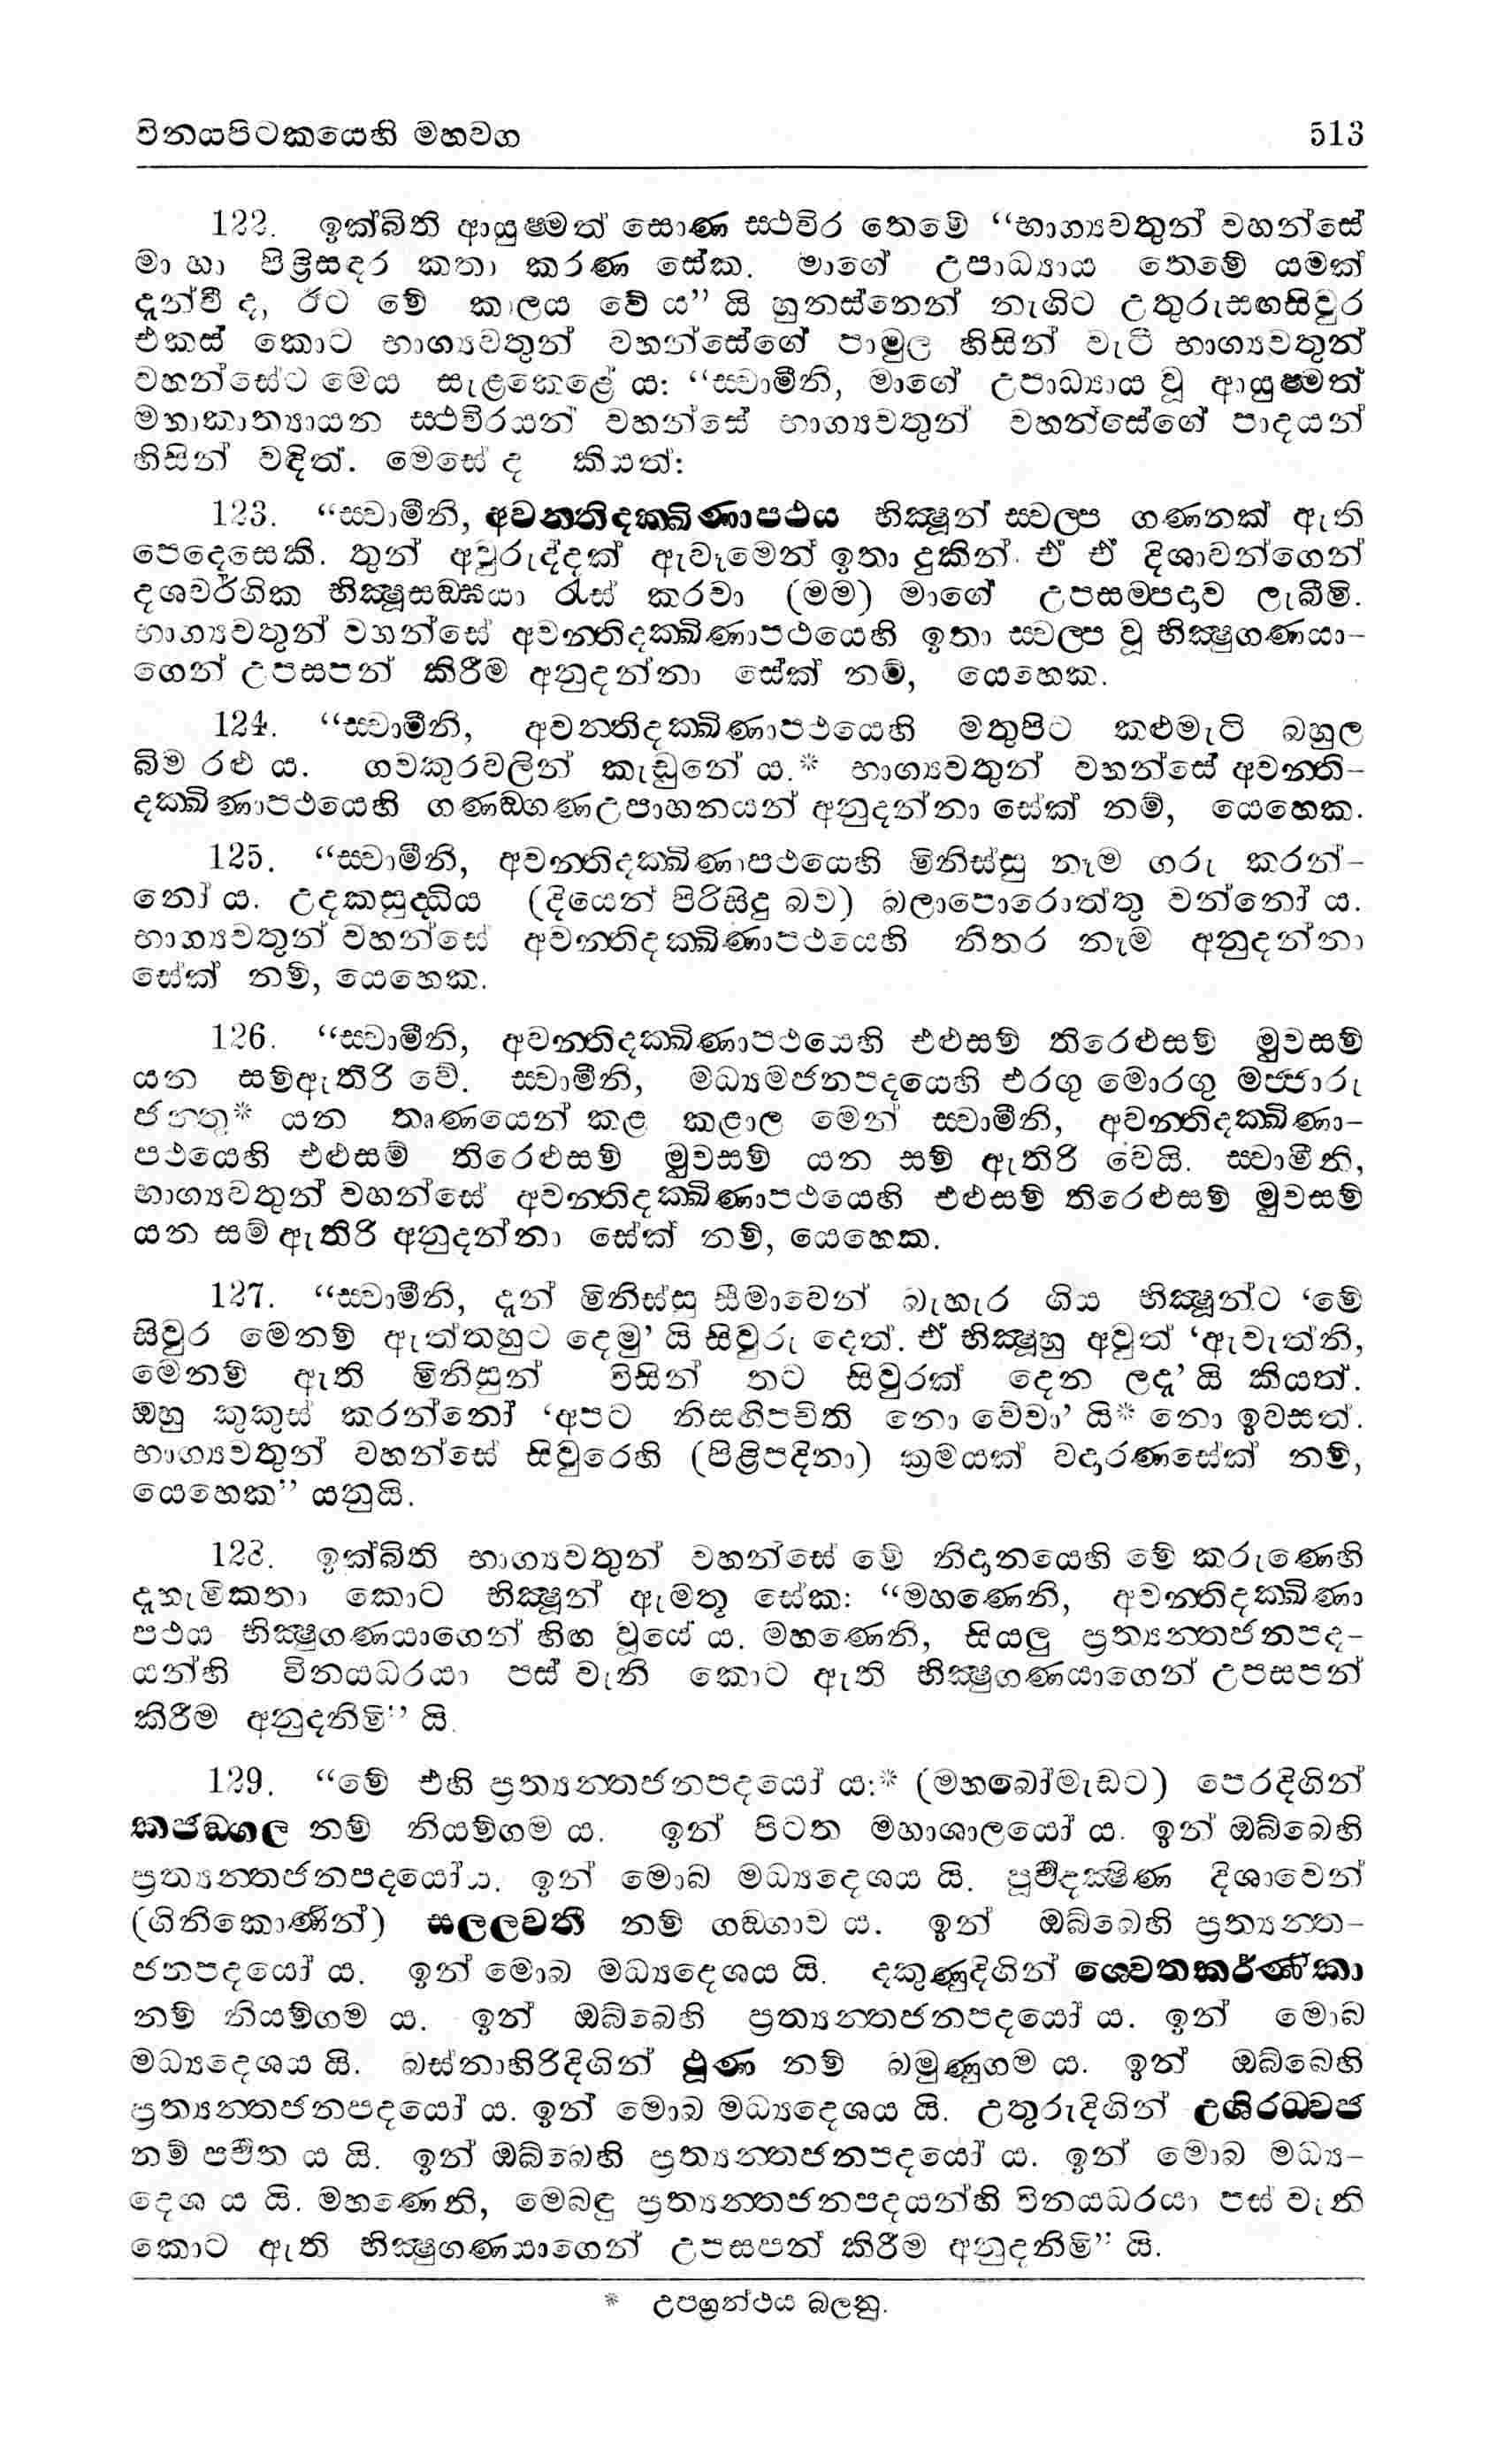 විනයපිටකයෙහි මහවග 513
122. ඉක්බිති ආයුෂ්මත් සොණ ස්ථවිර තෙමේ “භාග්‍යවතුන් වහන්සේ
මා හා පිළිසඳර කතා කරණ සේක. මාගේ උපාධ්‍යාය තෙමේ යමක්
දැන්වී ද, ඊට මේ කාලය වේ ය” යි හුනස්නෙන් නැගිට උතුරුසඟසිවුර
එකස් කොට භාග්‍යවතුන් වහන්සේගේ පාමුල හිසින් වැටී භාග්‍යවතුන්
වහන්සේට මෙය සැළකෙළේ ය: “ස්වාමීනි, මාගේ උපාධ්‍යාය වූ ආයුෂ්මත්
මහාකාත්‍යායන ස්ථවිරයන් වහන්සේ භාග්‍යවතුන් වහන්සේගේ පාදයන්
හිසින් වඳිත්. මෙසේ ද කියත්:
123. “ස්වාමීනි, අවන්තිදක්ඛිණාපථය භික්ෂූන් ස්වල්ප ගණනක් ඇති
පෙදෙසෙකි. තුන් අවුරුද්දක් ඇවෑමෙන් ඉතා දුකින් ඒ ඒ දිශාවන්ගෙන්
දශවර්ගික භික්ෂූසඞ්ඝයා රැස් කරවා (මම) මාගේ උපසම්පදාව ලැබීමි.
භාග්‍යවතුන් වහන්සේ අවන්තිදක්ඛිණාපථයෙහි ඉතා ස්වල්ප වූ භික්ෂුගණයා-
ගෙන් උපසපන් කිරීම අනුදන්නා සේක් නම්, යෙහෙක.
124. “ස්වාමීනි, අවන්තිදක්ඛිණාපථයෙහි මතුපිට කළුමැටි බහුල
බිම රළු ය. ගවකුරවලින් කැඩුනේ ය.* භාග්‍යවතුන් වහන්සේ අවන්ති-
දක්ඛිණාපථයෙහි ගණඞ්ගණඋපාහනයන් අනුදන්නා සේක් නම්, යෙහෙක.
125. “ස්වාමීනි, අවන්තිදක්ඛිණාපථයෙහි මිනිස්සු නෑම ගරු කරන්-
නෝ ය. උදකසුද්ධිය (දියෙන් පිරිසිදු බව) බලාපොරොත්තු වන්නෝ ය.
භාග්‍යවතුන් වහන්සේ අවන්තිදක්ඛිණාපථයෙහි නිතර නෑම අනුදන්නා
සේක් නම්, යෙහෙක.
126. “ස්වාමීනි, අවන්තිදක්ඛිණාපථයෙහි එළුසම් තිරෙළුසම් මුවසම්
යන සම්ඇතිරි වේ. ස්වාමීනි, මධ්‍යමජනපදයෙහි එරගු මොරගු මජ්ජාරු
ජන්තු* යන තෘණයෙන් කළ කළාල මෙන් ස්වාමීනි, අවන්තිදක්ඛිණා-
පථයෙහි එළුසම් තිරෙළුසම් මුවසම් යන සම් ඇතිරි වෙයි. ස්වාමීනි,
භාග්‍යවතුන් වහන්සේ අවන්තිදක්ඛිණාපථයෙහි එළුසම් තිරෙළුසම් මුවසම්
යන සම් ඇතිරි අනුදන්නා සේක් නම්, යෙහෙක.
127. “ස්වාමීනි, දැන් මිනිස්සු සීමාවෙන් බැහැර ගිය භික්ෂූන්ට ‘මේ
සිවුර මෙනම් ඇත්තහුට දෙමු’ යි සිවුරු දෙත්. ඒ භික්ෂූහු අවුත් ‘ඇවැත්නි,
මෙනම් ඇති මිනිසුන් විසින් තට සිවුරක් දෙන ලදැ’ යි කියත්.
ඔහු කුකුස් කරන්නෝ ‘අපට නිසඟිපචිති නො වේවා’ යි* නො ඉවසත්.
භාග්‍යවතුන් වහන්සේ සිවුරෙහි (පිළිපදිනා) ක්‍රමයක් වදාරණසේක් නම්,
යෙහෙක” යනුයි.
128. ඉක්බිති භාග්‍යවතුන් වහන්සේ මේ නිදානයෙහි මේ කරුණෙහි
දැහැමිකතා කොට භික්ෂූන් ඇමතූ සේක: “මහණෙනි, අවන්තිදක්ඛිණා
පථය භික්ෂුගණයාගෙන් හිඟ වූයේ ය. මහණෙනි, සියලු ප්‍රත්‍යන්තජනපද-
යන්හි විනයධරයා පස් වැනි කොට ඇති භික්ෂුගණයාගෙන් උපසපන්
කිරීම අනුදනිමි” යි.
129. “මේ එහි ප්‍රත්‍යන්තජනපදයෝ ය:* (මහබෝමැඩට) පෙරදිගින්
කජඞ්ගල නම් නියම්ගම ය. ඉන් පිටත මහාශාලයෝ ය. ඉන් ඔබ්බෙහි
ප්‍රත්‍යන්තජනපදයෝය. ඉන් මොබ මධ්‍යදෙශය යි. පූර්‍වදක්ෂිණ දිශාවෙන්
(ගිනිකොණින්) සලලවතී නම් ගඞ්ගාව ය. ඉන් ඔබ්බෙහි ප්‍රත්‍යන්ත-
ජනපදයෝ ය. ඉන් මොබ මධ්‍යදෙශය යි. දකුණුදිගින් ශ්වෙතකර්ණිකා
නම් නියම්ගම ය. ඉන් ඔබ්බෙහි ප්‍රත්‍යන්තජනපදයෝ ය. ඉන් මොබ
මධ්‍යදෙශය යි. බස්නාහිරිදිගින් ථූණ නම් බමුණුගම ය. ඉන් ඔබ්බෙහි
ප්‍රත්‍යන්තජනපදයෝ ය. ඉන් මොබ මධ්‍යදෙශය යි. උතුරුදිගින් උශිරධ්වජ
නම් පර්‍වත ය යි. ඉන් ඔබ්බෙහි ප්‍රත්‍යන්තජනපදයෝ ය. ඉන් මොබ මධ්‍ය-
දෙශ ය යි. මහණෙනි, මෙබඳු ප්‍රත්‍යන්තජනපදයන්හි විනයධරයා පස් වැනි
කොට ඇති භික්ෂුගණයාගෙන් උපසපන් කිරීම අනුදනිමි” යි.
* උපග්‍රන්ථය බලනු.